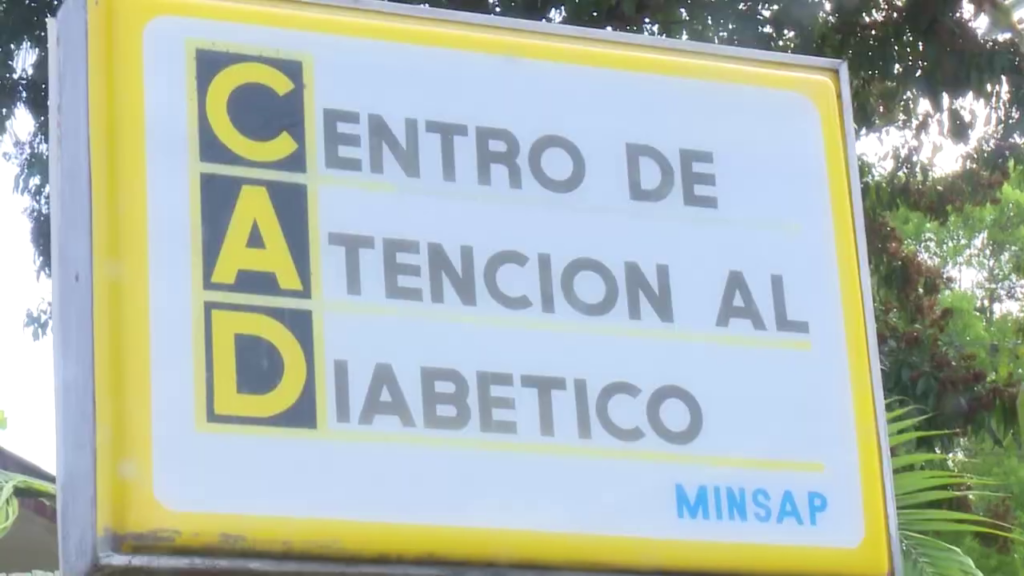 CENTRO DE
ATENCION AL
DIABETICO
MINSAP